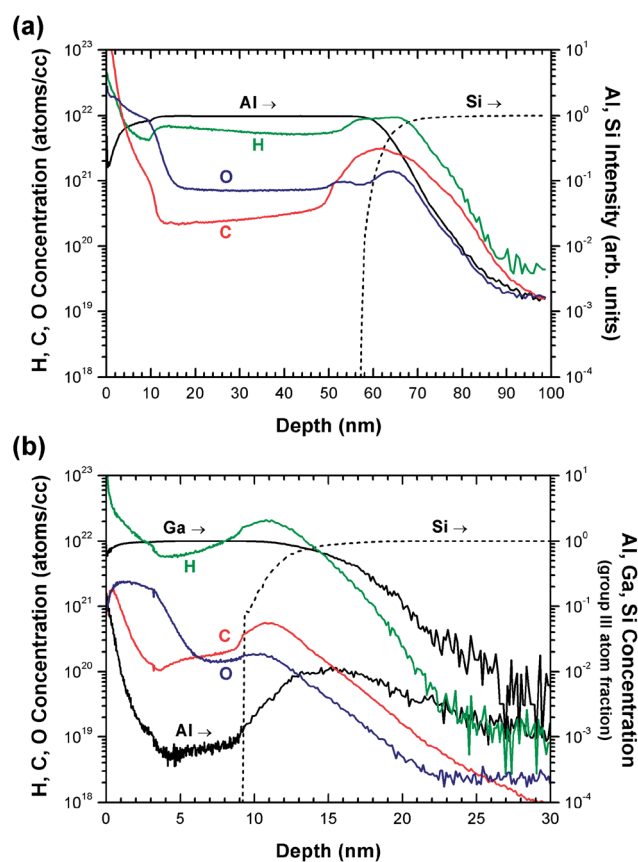 (a)
10²³
10²²
10²¹
10²⁰
10¹⁹
10¹⁸
H, C, O Concentration (atoms/cc)
Al →
Si →
H
O
C
10¹
10⁰
10⁻¹
10⁻²
10⁻³
10⁻⁴
Al, Si Intensity (arb. units)
0 10 20 30 40 50 60 70 80 90 100
Depth (nm)
(b)
10²³
10²²
10²¹
10²⁰
10¹⁹
10¹⁸
H, C, O Concentration (atoms/cc)
Ga →
Si →
H
C
O
Al →
10¹
10⁰
10⁻¹
10⁻²
10⁻³
10⁻⁴
Al, Ga, Si Concentration
(group III atom fraction)
0 5 10 15 20 25 30
Depth (nm)